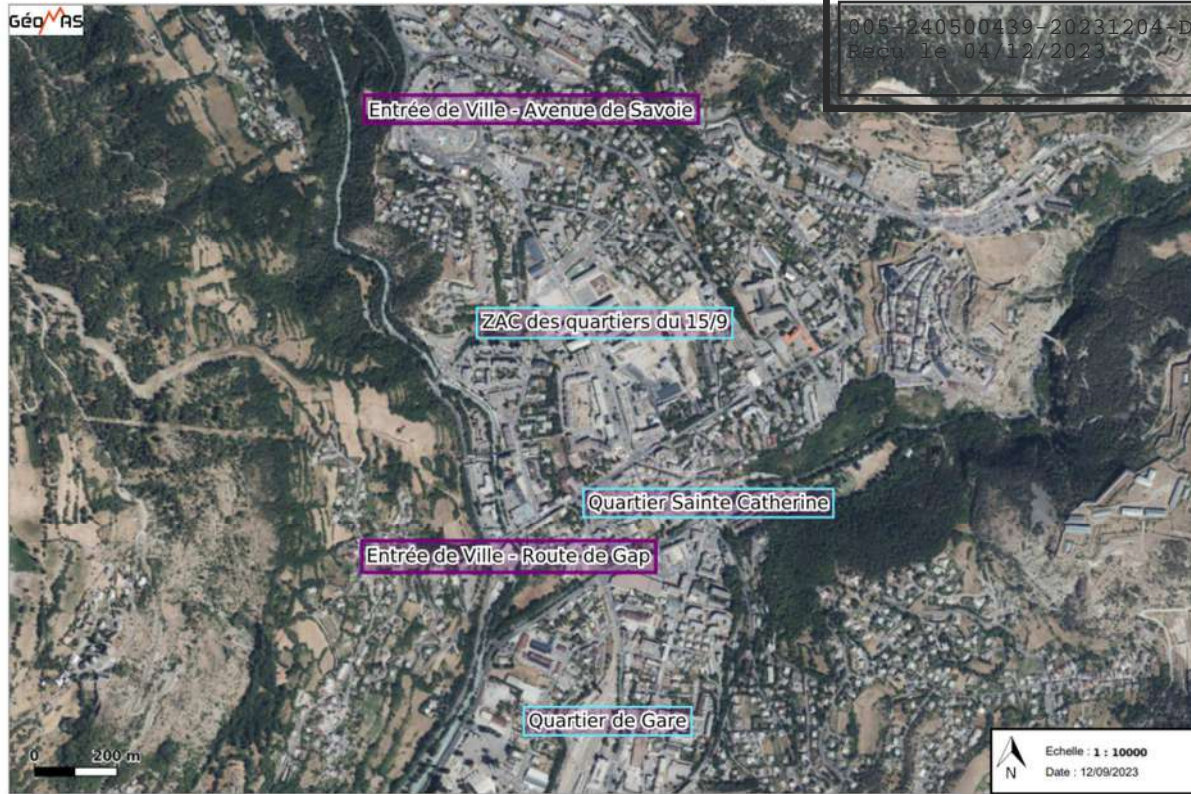 GéoMAS
005-240500439-20231204-D
Reçu le 04/12/2023
Entrée de Ville - Avenue de Savoie
ZAC des quartiers du 15/9
Quartier Sainte Catherine
Entrée de Ville - Route de Gap
Quartier de Gare
0 200 m
N
Echelle : 1 : 10000
Date : 12/09/2023